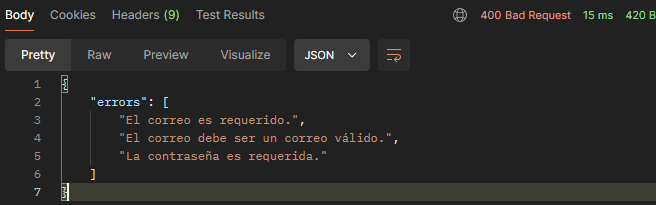 Body Cookies Headers (9) Test Results 400 Bad Request 15 ms 420 B
Pretty Raw Preview Visualize JSON
1 {
2 "errors": [
3 "El correo es requerido.",
4 "El correo debe ser un correo válido.",
5 "La contraseña es requerida."
6 ]
7 }